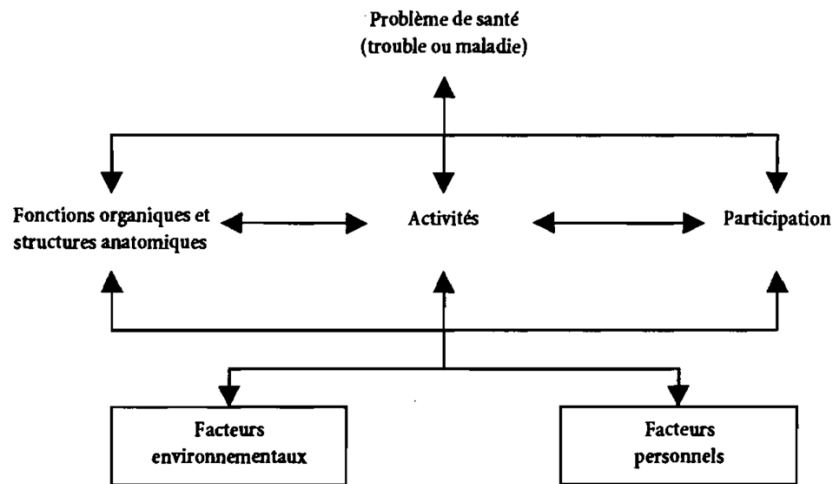 Problème de santé
(trouble ou maladie)
Fonctions organiques et
structures anatomiques
Activités
Participation
Facteurs
environnementaux
Facteurs
personnels